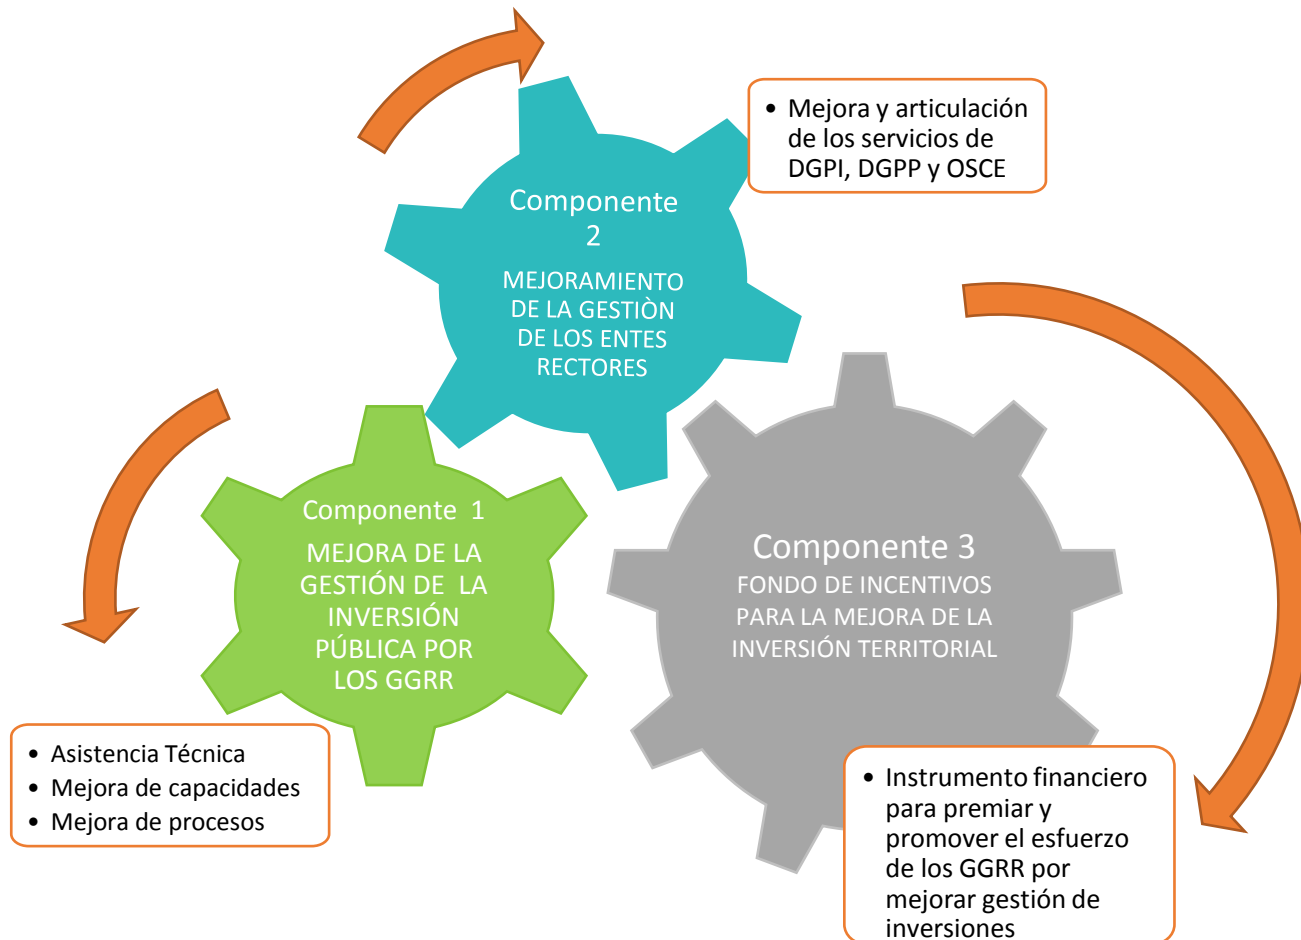 • Mejora y articulación
de los servicios de
DGPI, DGPP y OSCE
Componente
2
MEJORAMIENTO
DE LA GESTIÒN
DE LOS ENTES
RECTORES
Componente 1
MEJORA DE LA
GESTIÓN DE LA
INVERSIÓN
PÚBLICA POR
LOS GGRR
Componente 3
FONDO DE INCENTIVOS
PARA LA MEJORA DE LA
INVERSIÓN TERRITORIAL
• Asistencia Técnica
• Mejora de capacidades
• Mejora de procesos
• Instrumento financiero
para premiar y
promover el esfuerzo
de los GGRR por
mejorar gestión de
inversiones